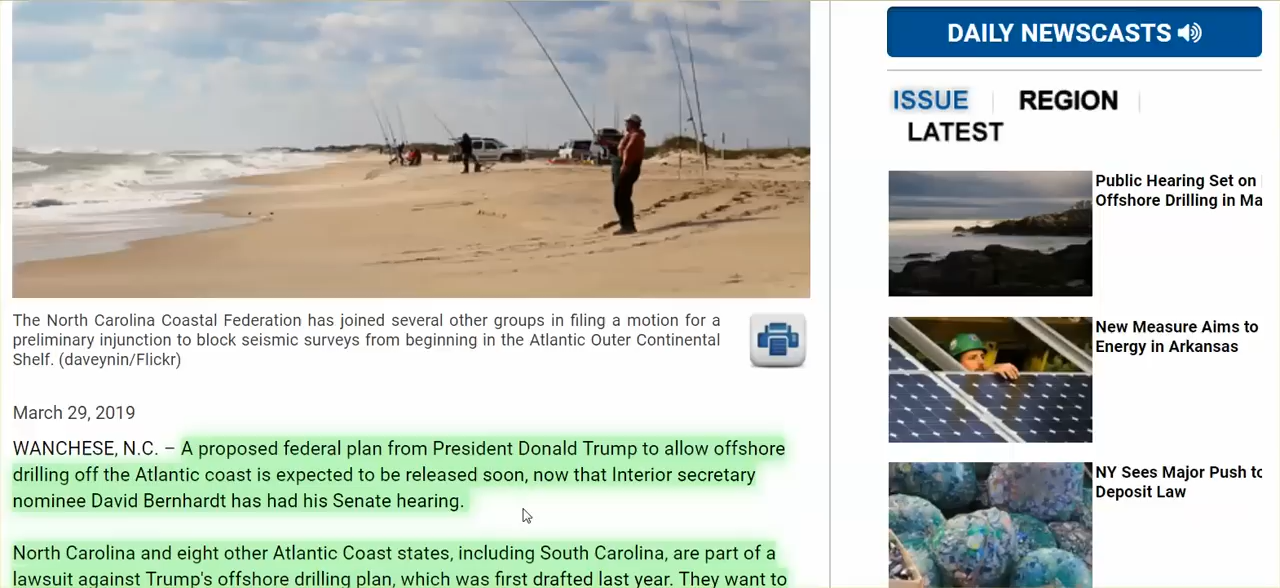 DAILY NEWSCASTS
ISSUE
REGION
LATEST
Public Hearing Set on
Offshore Drilling in Ma
New Measure Aims to
Energy in Arkansas
NY Sees Major Push to
Deposit Law
The North Carolina Coastal Federation has joined several other groups in filing a motion for a
preliminary injunction to block seismic surveys from beginning in the Atlantic Outer Continental
Shelf. (daveynin/Flickr)
March 29, 2019
WANCHESE, N.C. – A proposed federal plan from President Donald Trump to allow offshore
drilling off the Atlantic coast is expected to be released soon, now that Interior secretary
nominee David Bernhardt has had his Senate hearing.
North Carolina and eight other Atlantic Coast states, including South Carolina, are part of a
lawsuit against Trump's offshore drilling plan, which was first drafted last year. They want to